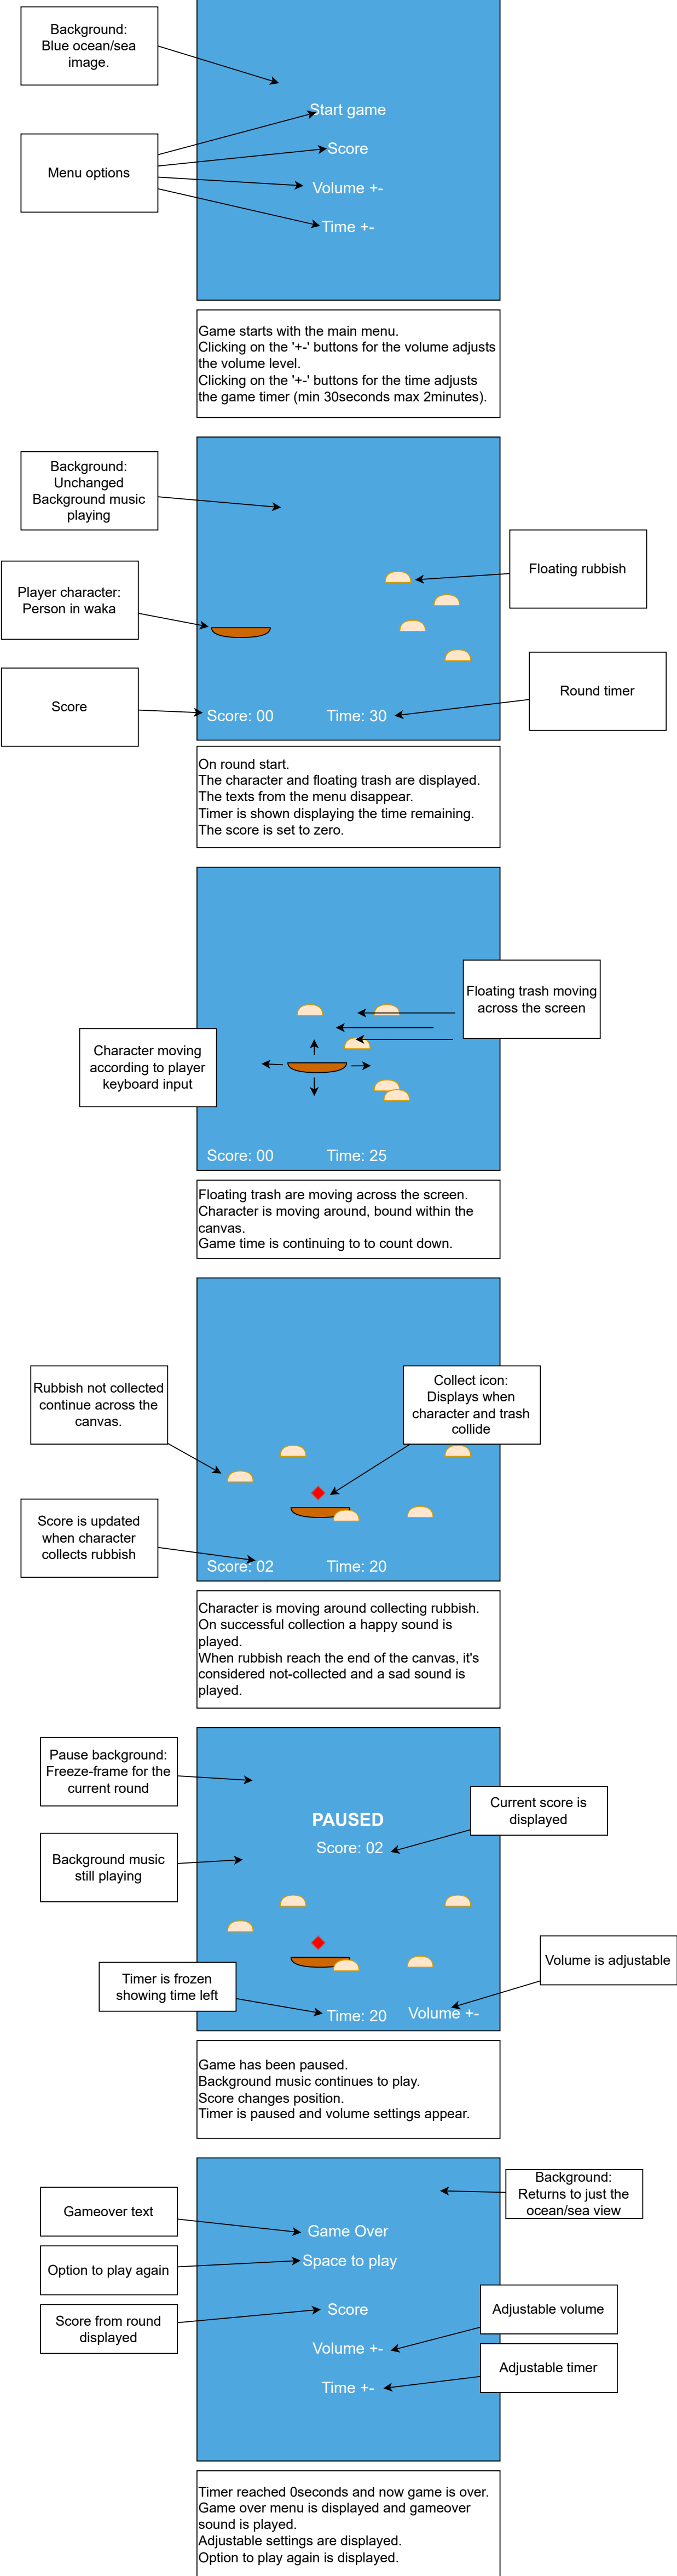 Background:
Blue ocean/sea
image.
Start game
Score
Menu options
Volume +-
Time +-
Game starts with the main menu.
Clicking on the '+-' buttons for the volume adjusts
the volume level.
Clicking on the '+-' buttons for the time adjusts
the game timer (min 30seconds max 2minutes).
Background:
Unchanged
Background music
playing
Floating rubbish
Player character:
Person in waka
Round timer
Score
Score: 00
Time: 30
On round start.
The character and floating trash are displayed.
The texts from the menu disappear.
Timer is shown displaying the time remaining.
The score is set to zero.
Floating trash moving
across the screen
Character moving
according to player
keyboard input
Score: 00
Time: 25
Floating trash are moving across the screen.
Character is moving around, bound within the
canvas.
Game time is continuing to to count down.
Rubbish not collected
continue across the
canvas.
Collect icon:
Displays when
character and trash
collide
Score is updated
when character
collects rubbish
Score: 02
Time: 20
Character is moving around collecting rubbish.
On successful collection a happy sound is
played.
When rubbish reach the end of the canvas, it's
considered not-collected and a sad sound is
played.
Pause background:
Freeze-frame for the
current round
PAUSED
Score: 02
Current score is
displayed
Background music
still playing
Volume is adjustable
Timer is frozen
showing time left
Time: 20
Volume +-
Game has been paused.
Background music continues to play.
Score changes position.
Timer is paused and volume settings appear.
Background:
Returns to just the
ocean/sea view
Gameover text
Game Over
Option to play again
Space to play
Score from round
displayed
Score
Adjustable volume
Volume +-
Adjustable timer
Time +-
Timer reached 0seconds and now game is over.
Game over menu is displayed and gameover
sound is played.
Adjustable settings are displayed.
Option to play again is displayed.